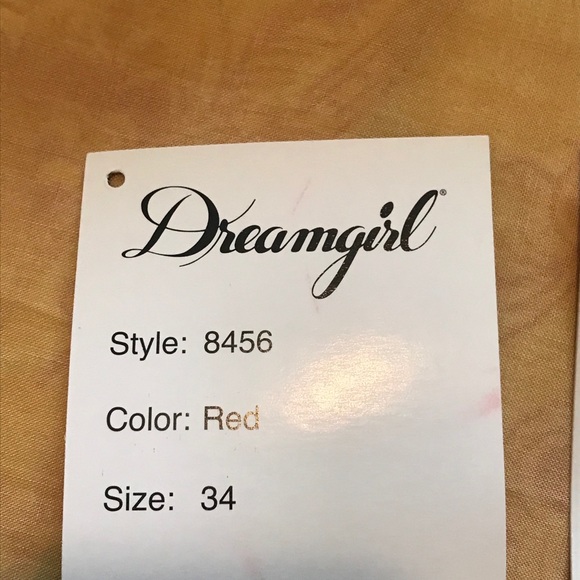 Dreamgirl®
Style: 8456
Color: Red
Size: 34